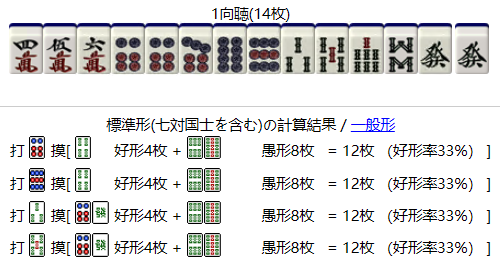 1向聴(14枚)
四萬 伍萬 六萬 發 發
標準形(七対国士を含む)の計算結果 / 一般形
打 摸[ 好形4枚 + 愚形8枚 = 12枚 (好形率33%) ]
打 摸[ 好形4枚 + 愚形8枚 = 12枚 (好形率33%) ]
打 摸[ 好形4枚 + 愚形8枚 = 12枚 (好形率33%) ]
打 摸[ 好形4枚 + 愚形8枚 = 12枚 (好形率33%) ]